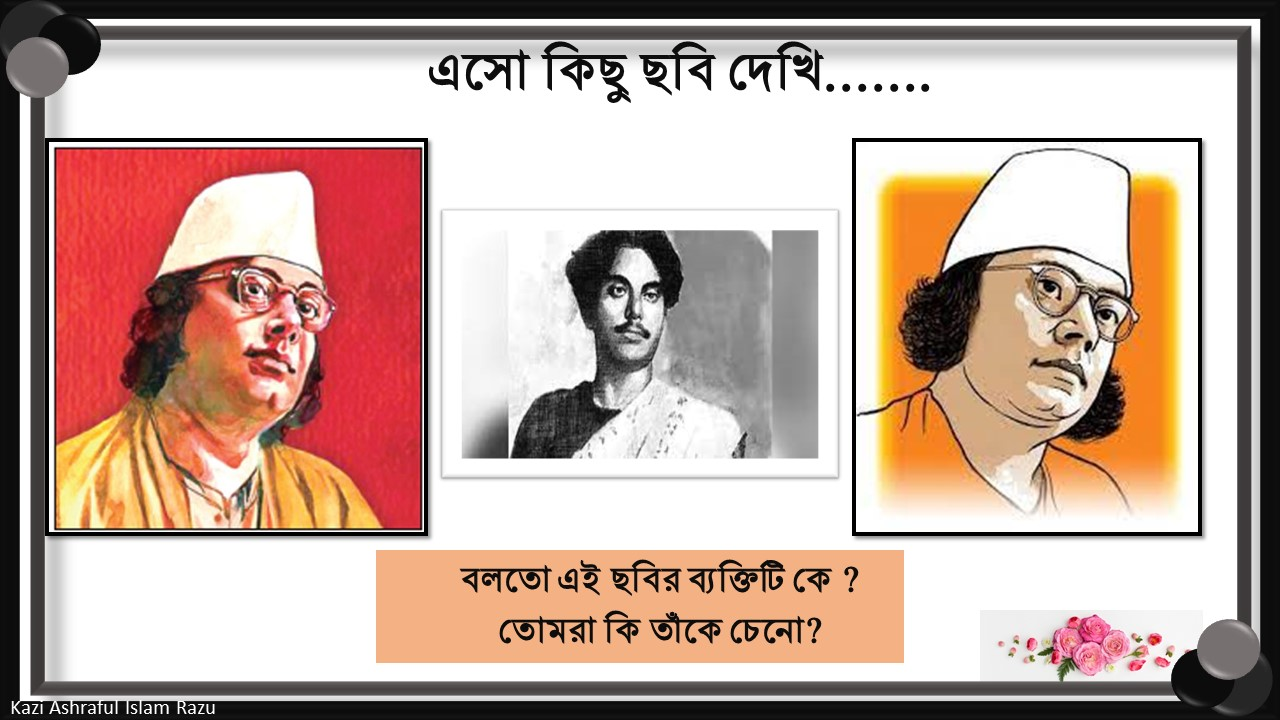 এসো কিছু ছবি দেখি.......
বলতো এই ছবির ব্যক্তিটি কে ?
তোমরা কি তাঁকে চেনো?
Kazi Ashraful Islam Razu